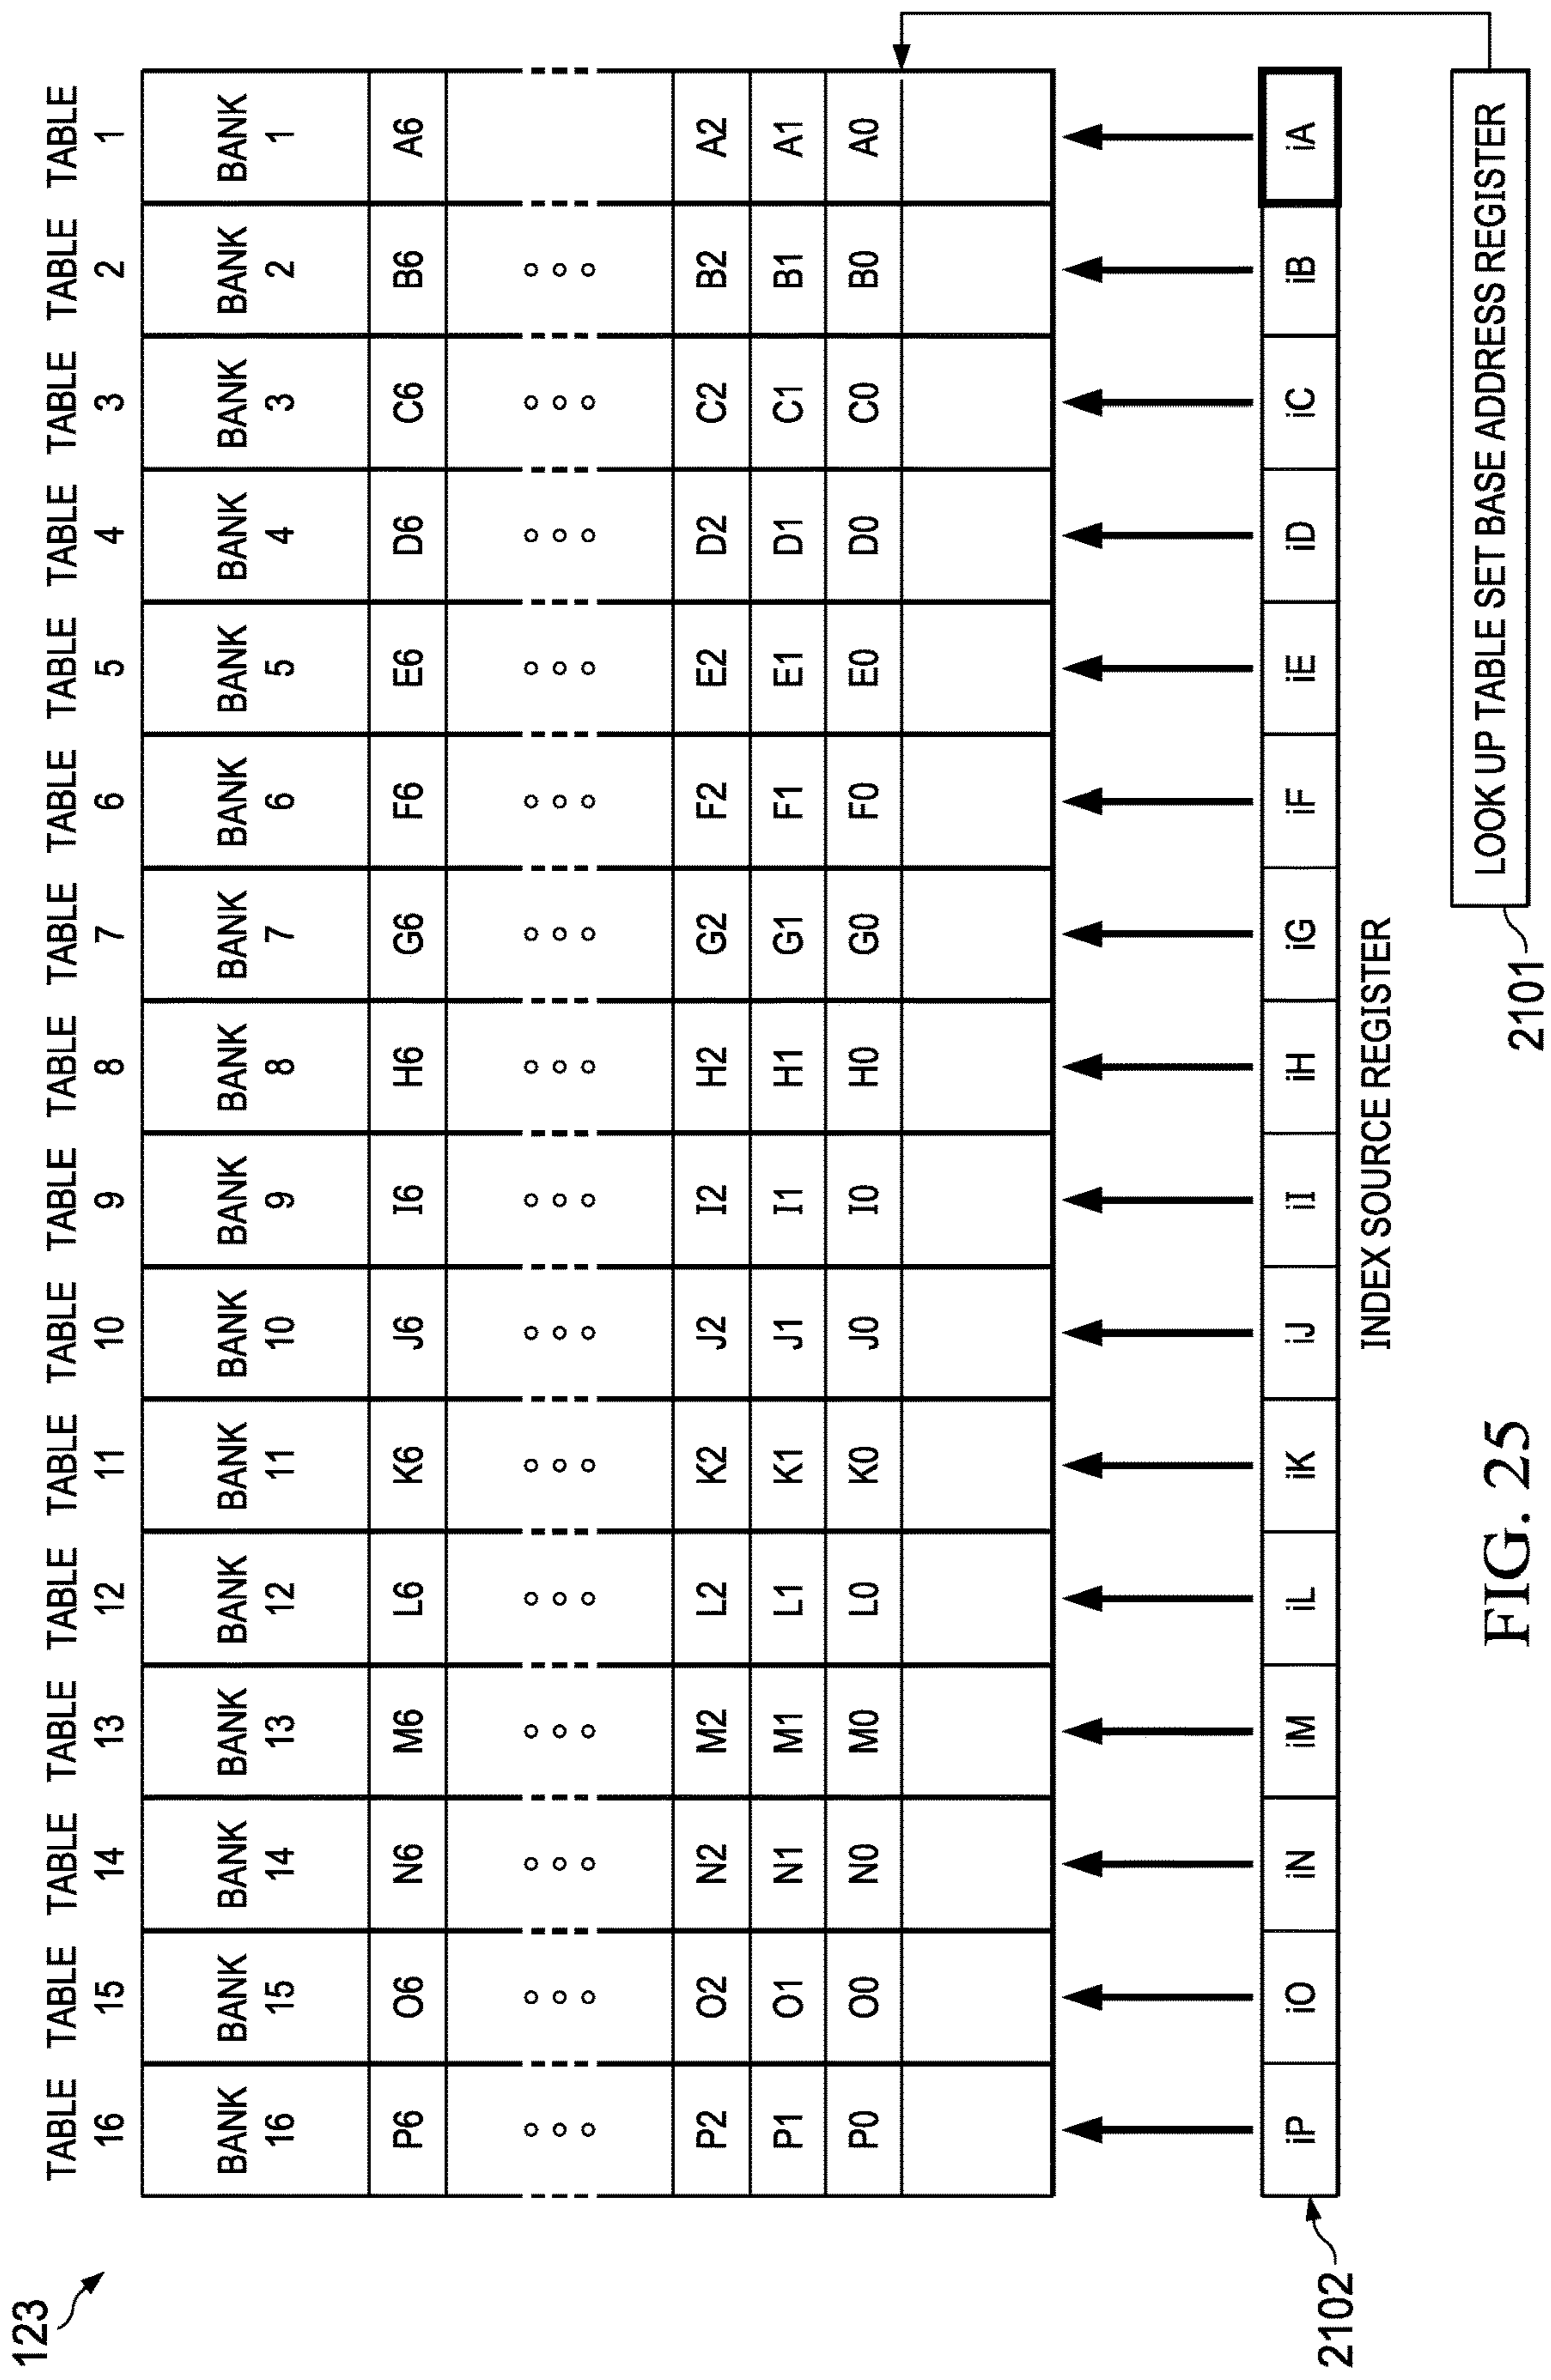 123
TABLE TABLE TABLE TABLE TABLE TABLE TABLE TABLE TABLE TABLE TABLE TABLE TABLE TABLE TABLE TABLE
16 15 14 13 12 11 10 9 8 7 6 5 4 3 2 1
BANK BANK BANK BANK BANK BANK BANK BANK BANK BANK BANK BANK BANK BANK BANK BANK
16 15 14 13 12 11 10 9 8 7 6 5 4 3 2 1
P6 O6 N6 M6 L6 K6 J6 I6 H6 G6 F6 E6 D6 C6 B6 A6
P2 O2 N2 M2 L2 K2 J2 I2 H2 G2 F2 E2 D2 C2 B2 A2
P1 O1 N1 M1 L1 K1 J1 I1 H1 G1 F1 E1 D1 C1 B1 A1
P0 O0 N0 M0 L0 K0 J0 I0 H0 G0 F0 E0 D0 C0 B0 A0
2102
iP iO iN iM iL iK iJ iI iH iG iF iE iD iC iB iA
INDEX SOURCE REGISTER
LOOK UP TABLE SET BASE ADDRESS REGISTER
2101
FIG. 25